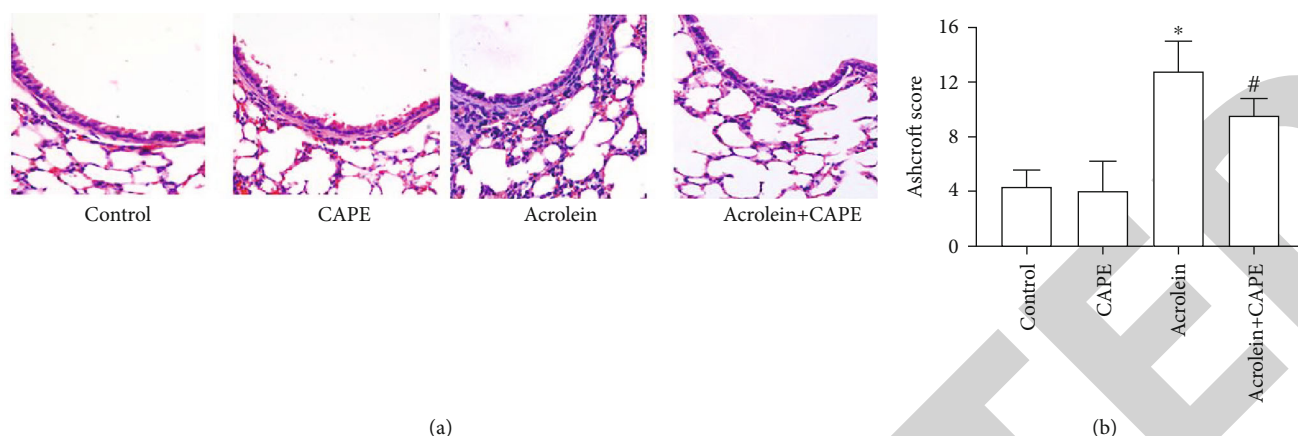 Control
CAPE
Acrolein
Acrolein+CAPE
(a)
Ashcroft score
16
12
8
4
0
*
#
Control
CAPE
Acrolein
Acrolein+CAPE
(b)